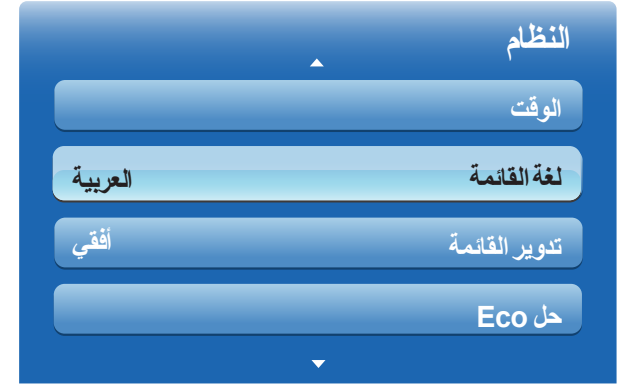 النظام
الوقت
لغة القائمة العربية
تدوير القائمة أفقي
حل Eco